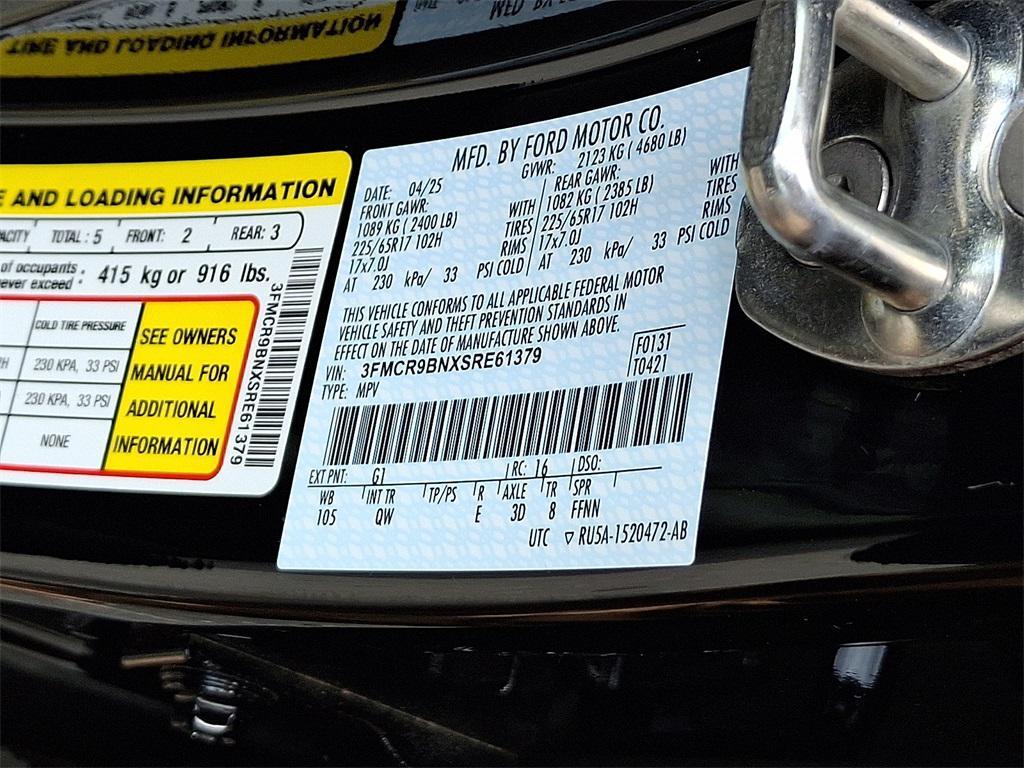 TIRE AND LOADING INFORMATION
E AND LOADING INFORMATION
ACITY TOTAL : 5 FRONT: 2 REAR: 3
of occupants
never exceed : 415 kg or 916 lbs.
COLD TIRE PRESSURE
H 230 KPA, 33 PSI
230 KPA, 33 PSI
NONE
SEE OWNERS
MANUAL FOR
ADDITIONAL
INFORMATION
3FMCR9BNXSRE61379
MFD. BY FORD MOTOR CO.
DATE: 04/25 GVWR: 2123 KG ( 4680 LB)
FRONT GAWR: REAR GAWR:
1089 KG ( 2400 LB) WITH 1082 KG ( 2385 LB) WITH
225/65R17 102H TIRES 225/65R17 102H TIRES
17x7.0J RIMS 17x7.0J RIMS
AT 230 kPa/ 33 PSI COLD AT 230 kPa/ 33 PSI COLD
THIS VEHICLE CONFORMS TO ALL APPLICABLE FEDERAL MOTOR
VEHICLE SAFETY AND THEFT PREVENTION STANDARDS IN
EFFECT ON THE DATE OF MANUFACTURE SHOWN ABOVE.
VIN: 3FMCR9BNXSRE61379 F0131
TYPE: MPV T0421
EXT PNT: G1 RC: 16 DSO:
WB INT TR TP/PS R AXLE TR SPR
105 QW E 3D 8 FFNN
UTC ▽ RU5A-1520472-AB